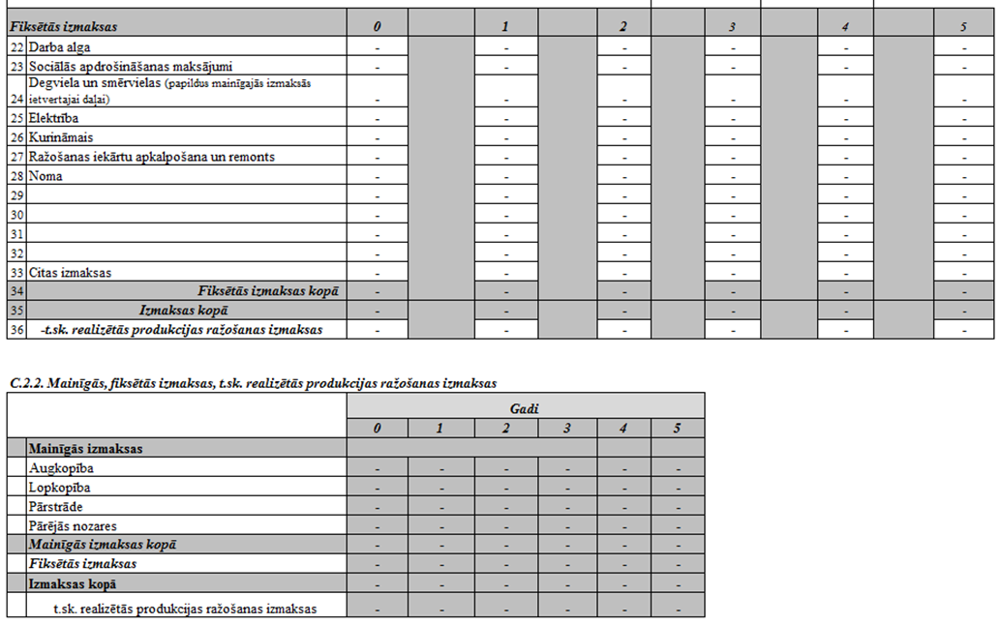 Fiksētās izmaksas 0 1 2 3 4 5
22 Darba alga - - - - - -
23 Sociālās apdrošināšanas maksājumi - - - - - -
Degviela un smērvielas (papildus mainīgajās izmaksās
24 ietvertajai daļai) - - - - - -
25 Elektrība - - - - - -
26 Kurināmais - - - - - -
27 Ražošanas iekārtu apkalpošana un remonts - - - - - -
28 Noma - - - - - -
29 - - - - - -
30 - - - - - -
31 - - - - - -
32 - - - - - -
33 Citas izmaksas - - - - - -
34 Fiksētās izmaksas kopā - - - - - -
35 Izmaksas kopā - - - - - -
36 -t.sk. realizētās produkcijas ražošanas izmaksas - - - - - -
C.2.2. Mainīgās, fiksētās izmaksas, t.sk. realizētās produkcijas ražošanas izmaksas
Gadi
0 1 2 3 4 5
Mainīgās izmaksas
Augkopība - - - - - -
Lopkopība - - - - - -
Pārstrāde - - - - - -
Pārējās nozares - - - - - -
Mainīgās izmaksas kopā - - - - - -
Fiksētās izmaksas - - - - - -
Izmaksas kopā - - - - - -
t.sk. realizētās produkcijas ražošanas izmaksas - - - - - -